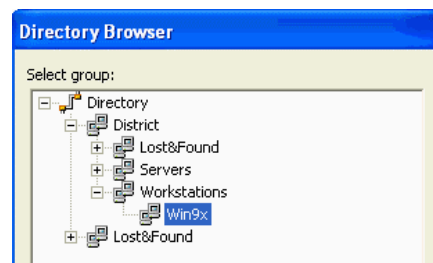 Directory Browser
Select group:
Directory
District
Lost&Found
Servers
Workstations
Win9x
Lost&Found